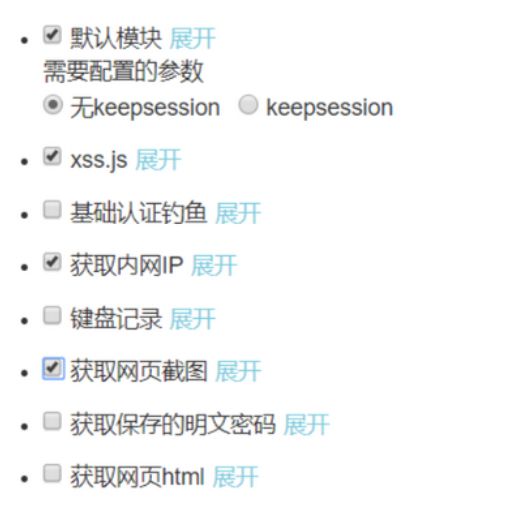 默认模块 展开
需要配置的参数
无keepsession keepsession
xss.js 展开
基础认证钓鱼 展开
获取内网IP 展开
键盘记录 展开
获取网页截图 展开
获取保存的明文密码 展开
获取网页html 展开